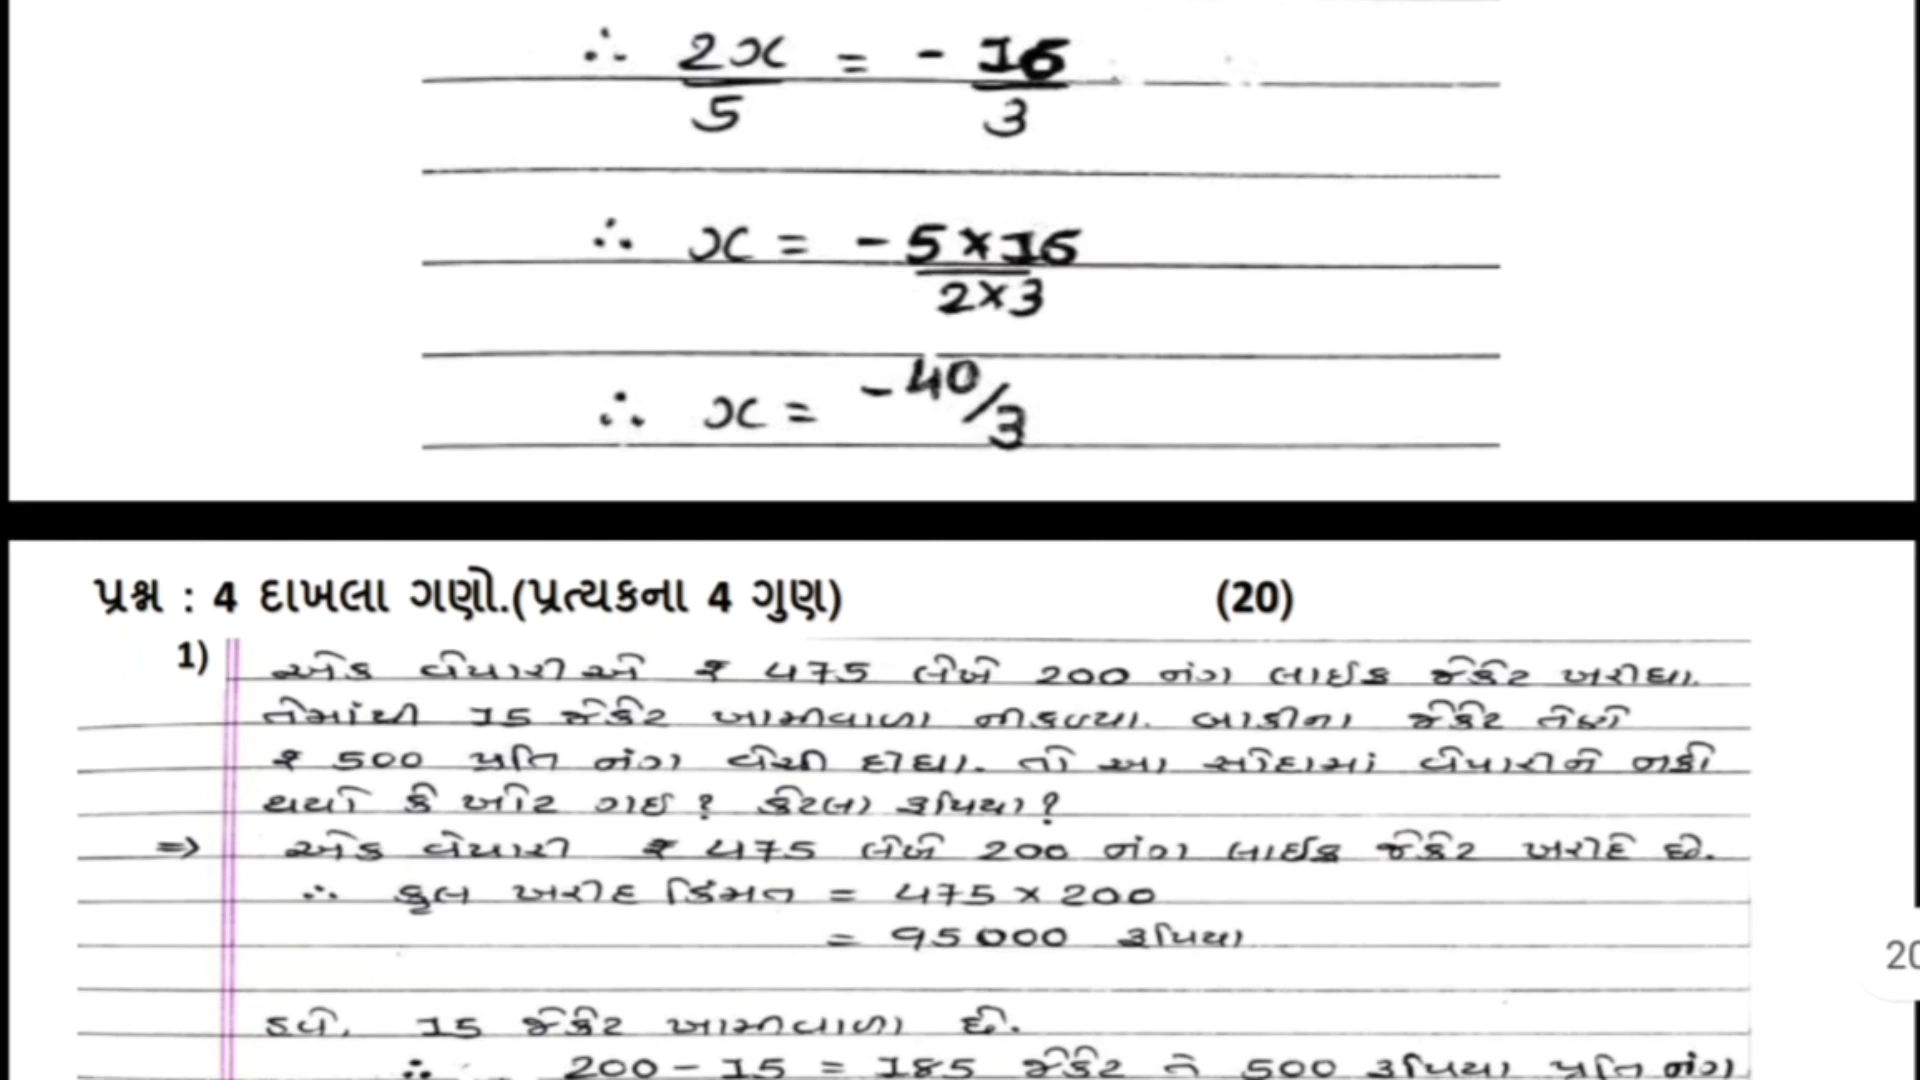 ∴ 2x/5 = - 16/3
∴ x = - 5×16/2×3
∴ x = -40/3
પ્રશ્ન : 4 દાખલા ગણો.(પ્રત્યકના 4 ગુણ) (20)
1) એક વેપારીએ ₹ 475 લેખે 200 નંગ લાઈફ જેકેટ ખરીદ્યા.
તેમાંથી 15 જેકેટ ખામીવાળા નીકળ્યા. બાકીના જેકેટ તેણે
₹ 500 પ્રતિ નંગ વેચી દીધા. તો આ સોદામાં વેપારીને નફો
થયો કે ખોટ ગઈ ? કેટલા રૂપિયા ?
⇒ એક વેપારી ₹ 475 લેખે 200 નંગ લાઈફ જેકેટ ખરીદે છે.
∴ કુલ ખરીદ કિંમત = 475 × 200
= 95000 રૂપિયા
હવે, 15 જેકેટ ખામીવાળા છે.
∴ 200 - 15 = 185 જેકેટ ને 500 રૂપિયા પ્રતિ નંગ
20